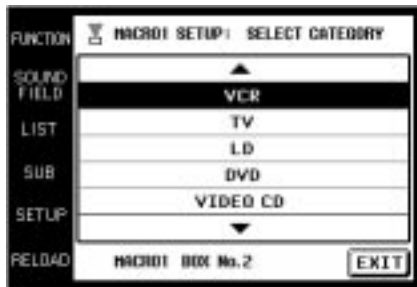 FUNCTION
SOUND
FIELD
LIST
SUB
SETUP
RELOAD
MACRO1 SETUP: SELECT CATEGORY
VCR
TV
LD
DVD
VIDEO CD
MACRO1 BOX No.2
EXIT